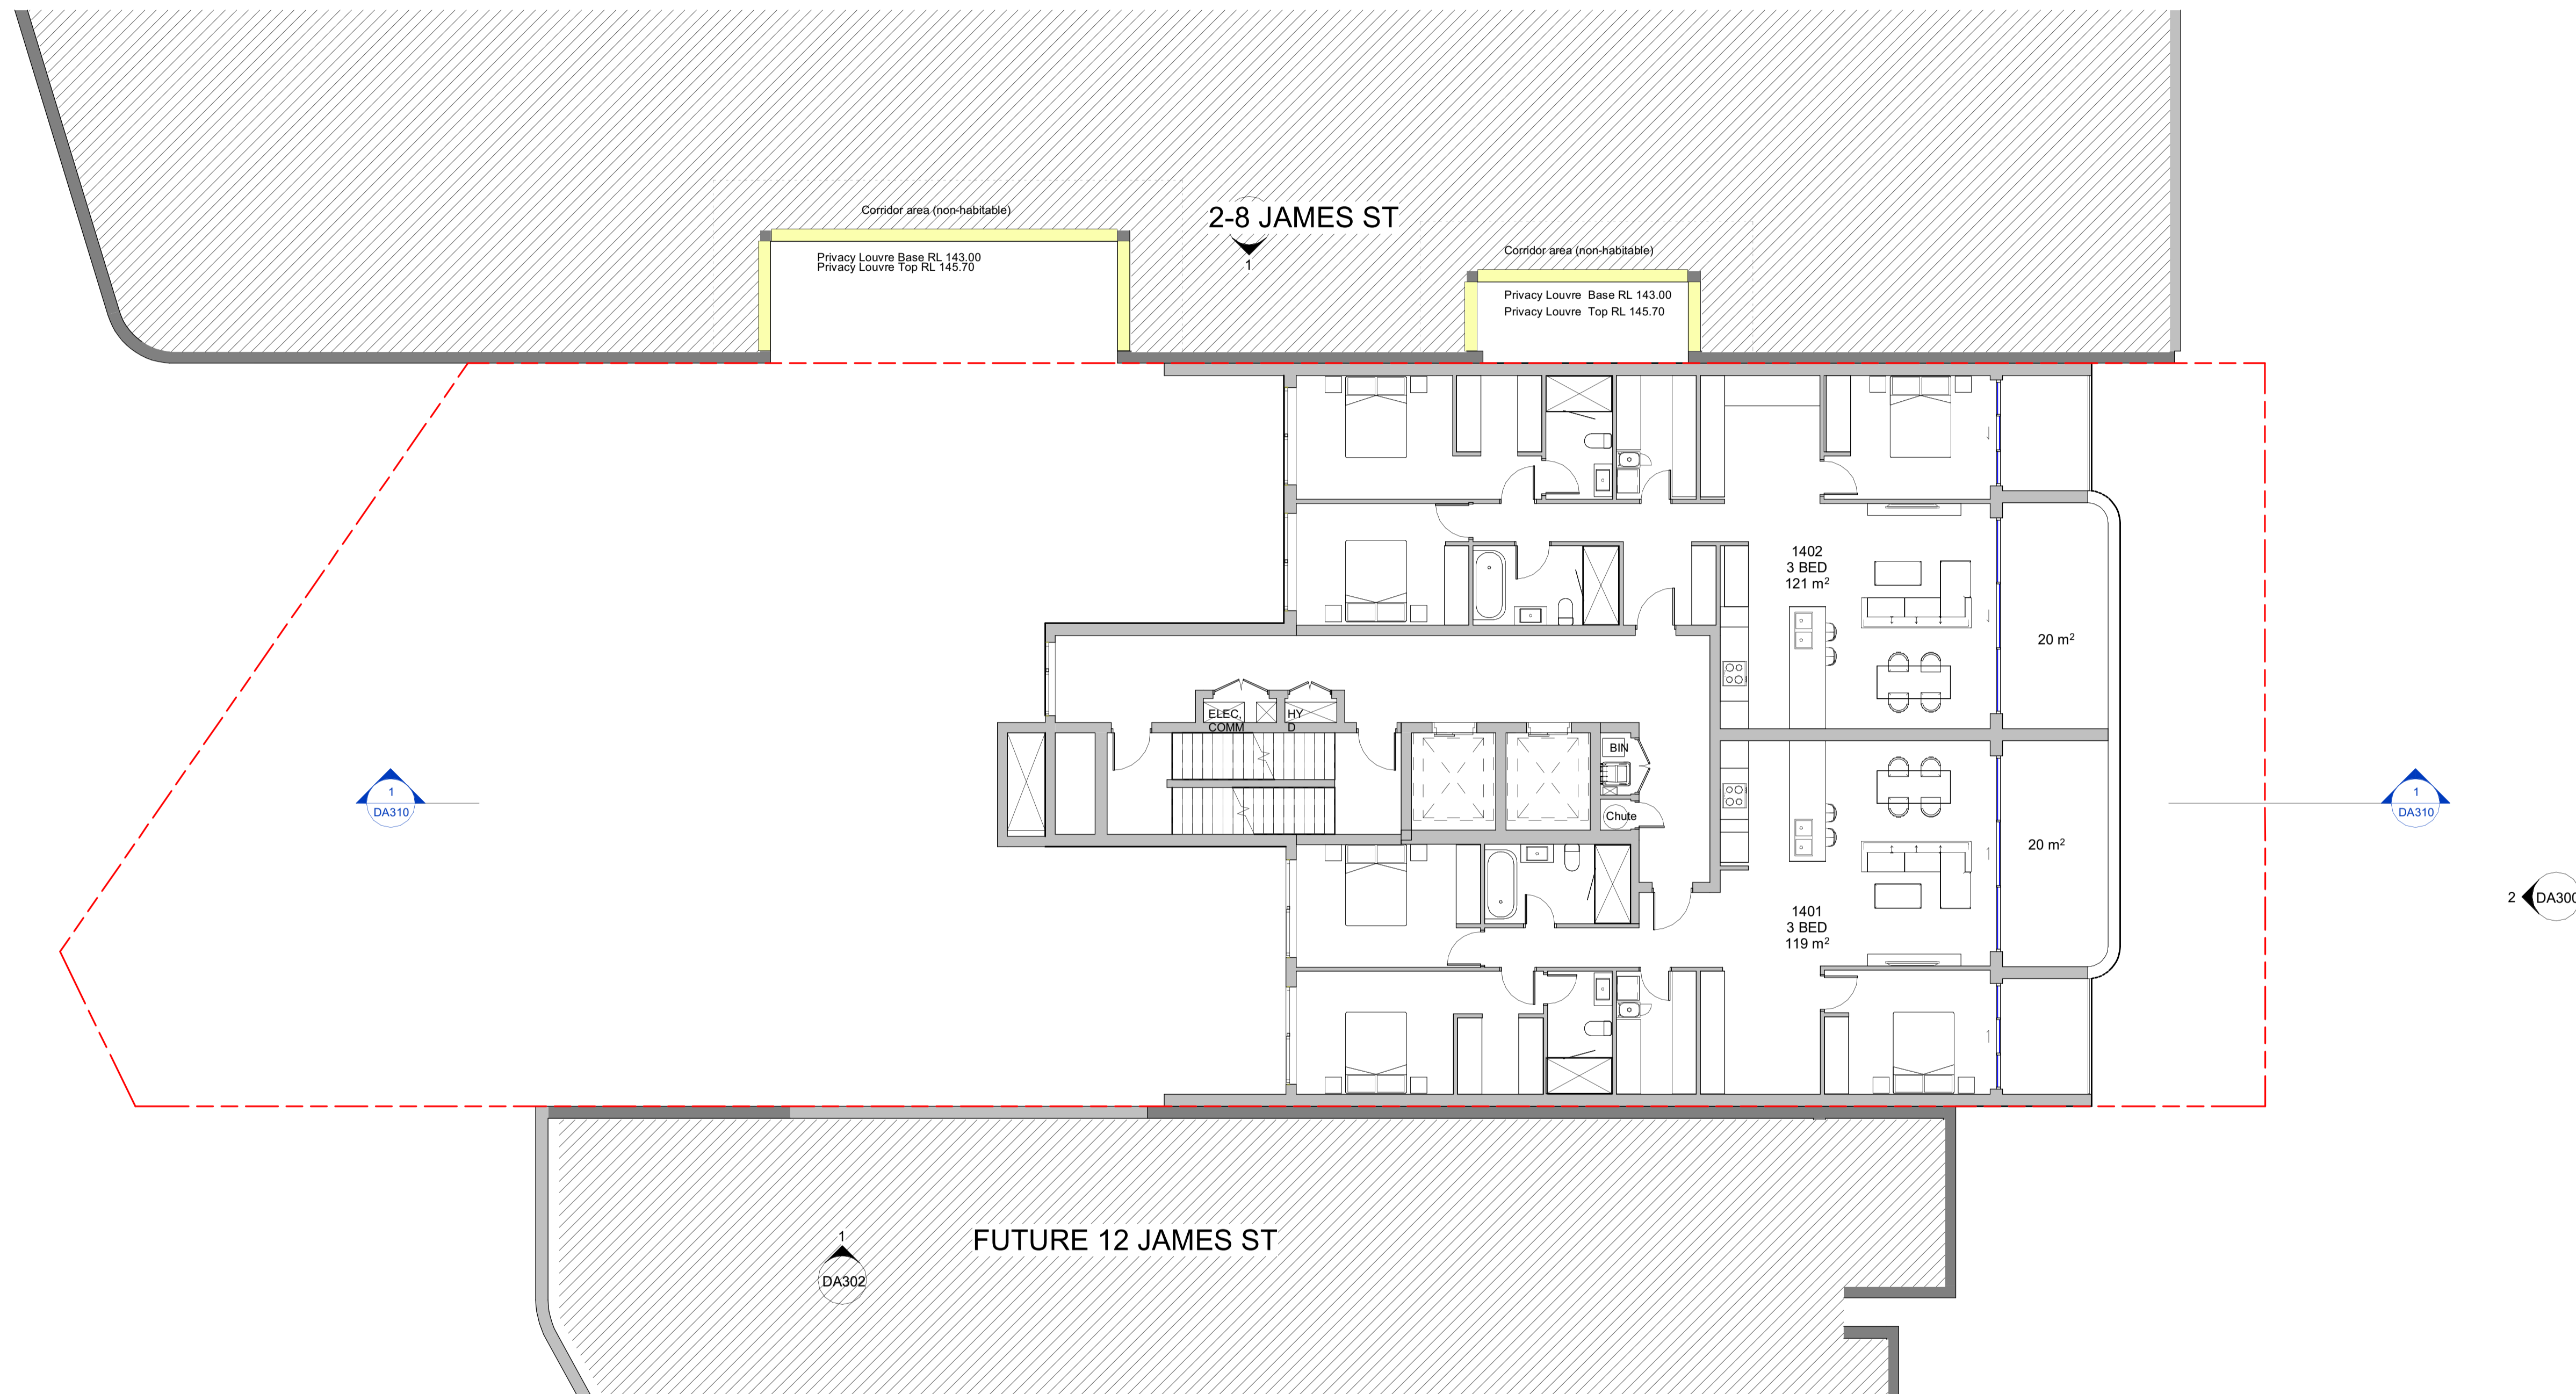 Corridor area (non-habitable)
2-8 JAMES ST
1
Privacy Louvre Base RL 143.00
Privacy Louvre Top RL 145.70
Corridor area (non-habitable)
Privacy Louvre  Base RL 143.00
Privacy Louvre  Top RL 145.70
1402
3 BED
121 m²
20 m²
ELEC,
COMM
HY
D
BIN
Chute
1
DA310
1
DA310
20 m²
2
DA300
1401
3 BED
119 m²
FUTURE 12 JAMES ST
1
DA302